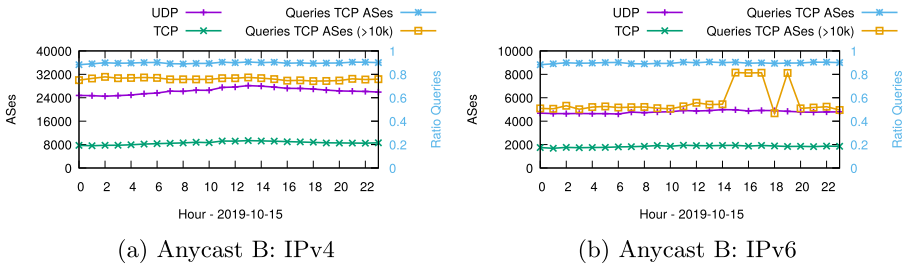 UDP
TCP
Queries TCP ASes
Queries TCP ASes (>10k)
40000
32000
24000
16000
8000
0
ASes
1
0.8
0.6
0.4
0.2
0
Ratio Queries
0 2 4 6 8 10 12 14 16 18 20 22
Hour - 2019-10-15
(a) Anycast B: IPv4
UDP
TCP
Queries TCP ASes
Queries TCP ASes (>10k)
10000
8000
6000
4000
2000
0
ASes
1
0.8
0.6
0.4
0.2
0
Ratio Queries
0 2 4 6 8 10 12 14 16 18 20 22
Hour - 2019-10-15
(b) Anycast B: IPv6